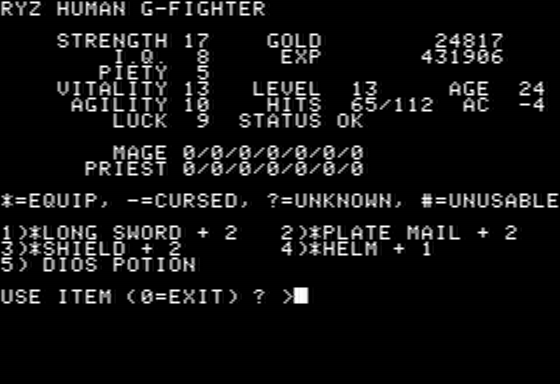 RYZ HUMAN G-FIGHTER
STRENGTH 17 GOLD 24817
I.Q. 8 EXP 431906
PIETY 5
VITALITY 13 LEVEL 13 AGE 24
AGILITY 10 HITS 65/112 AC -4
LUCK 9 STATUS OK
MAGE 0/0/0/0/0/0/0
PRIEST 0/0/0/0/0/0/0
*=EQUIP, -=CURSED, ?=UNKNOWN, #=UNUSABLE
1)*LONG SWORD + 2 2)*PLATE MAIL + 2
3)*SHIELD + 2 4)*HELM + 1
5) DIOS POTION
USE ITEM (0=EXIT) ? >